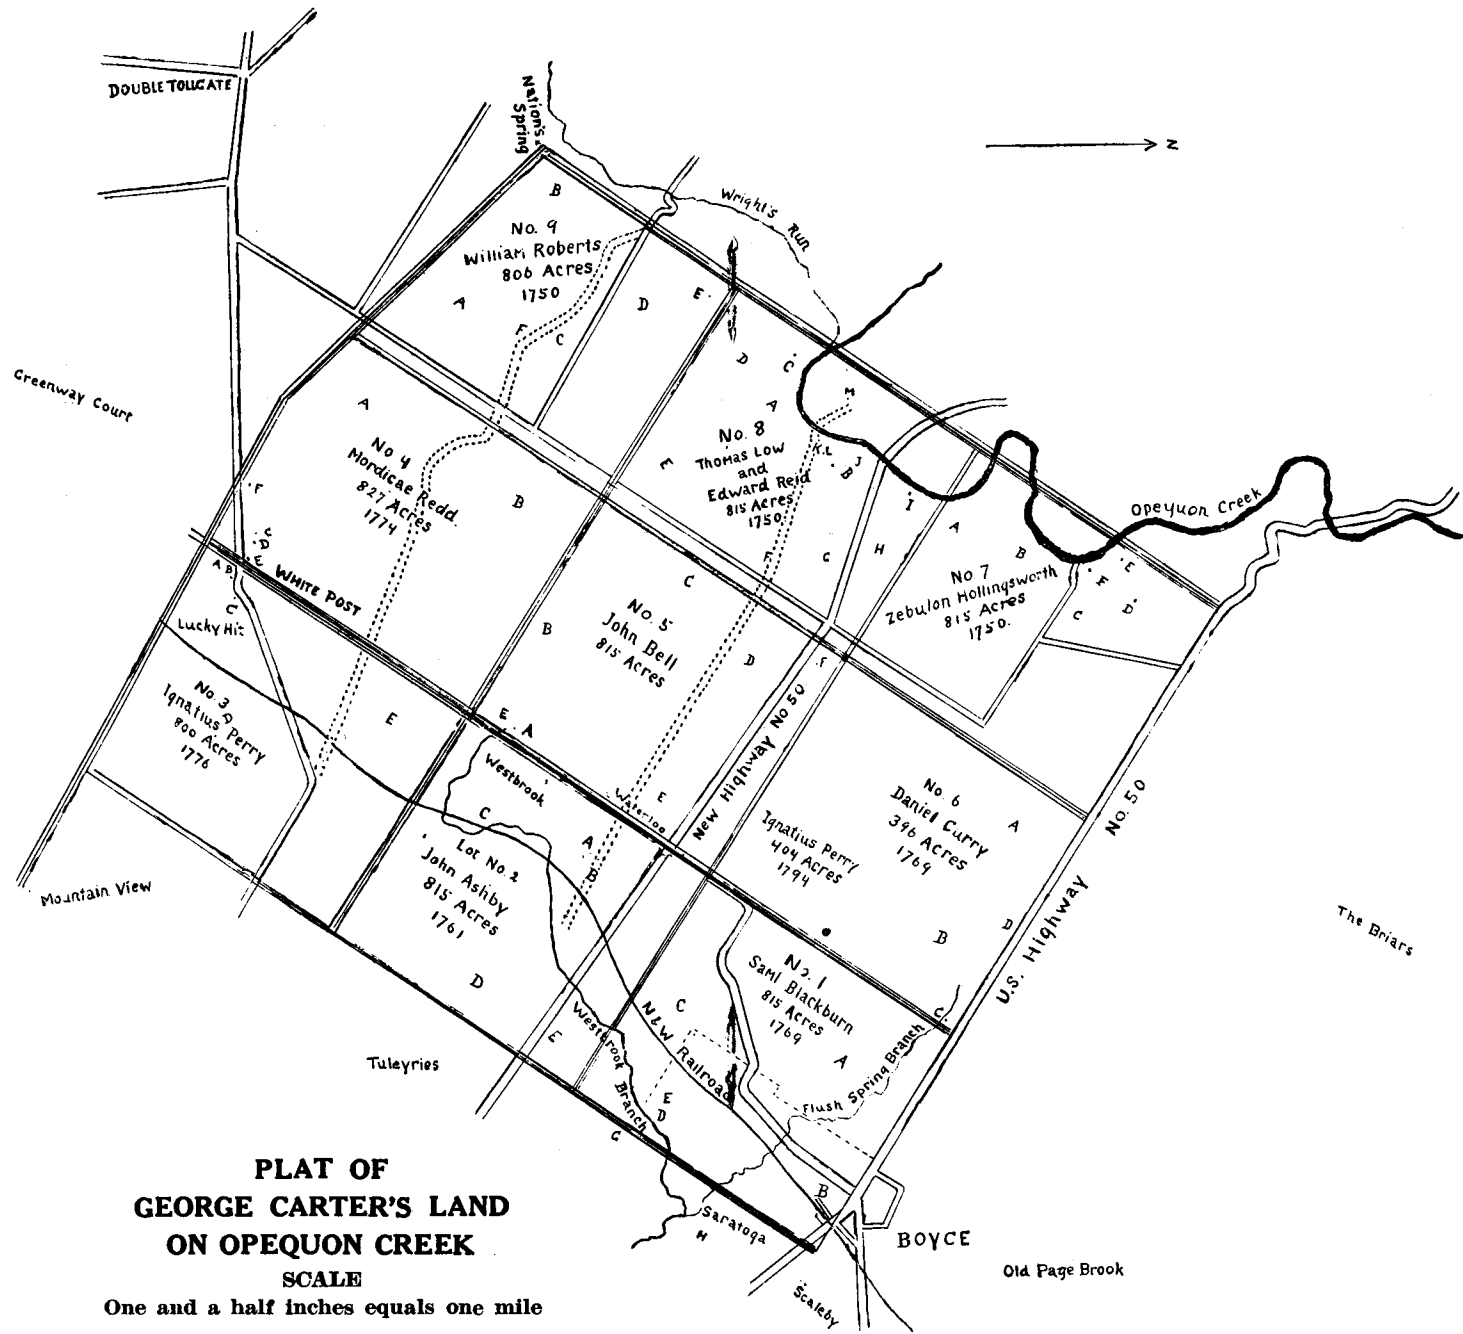 DOUBLE TOLLGATE
Nation's
Spring
N
Wright's Run
B
No. 9
William Roberts
806 Acres
1750
A
F
C
D
E
Greenway Court
A
No 4
Mordicae Redd.
827 Acres
1774
B
F
C
D
E
A B
WHITE POST
D
C
A
M
No. 8
Thomas Low
and
Edward Reid
815 Acres
1750
E
K.L
B
J
I
F
G
H
Opequon Creek
A
B
No 7
Zebulon Hollingsworth
815 Acres
1750.
E
F
D
C
C
Lucky Hit
No. 3 A
Ignatius Perry
800 Acres
1776
E
C
B
No. 5
John Bell
815 Acres
D
E
E . A
F
New Highway No 50
Westbrook
Waterloo
C
A
B
Lot No. 2
John Ashby
815 Acres
1761
D
E
No. 6
Daniel Curry
396 Acres
1769
A
Ignatius Perry
404 Acres
1794
B
D
C.
U.S. Highway No. 50
The Briars
Mountain View
No. 1
Saml Blackburn
815 Acres
1769
C
A
N & W Railroad
Westbrook Branch
Flush Spring Branch
E
D
G
B
Tuleyries
Saratoga
H
BOYCE
Old Page Brook
Scaleby
PLAT OF
GEORGE CARTER'S LAND
ON OPEQUON CREEK
SCALE
One and a half inches equals one mile